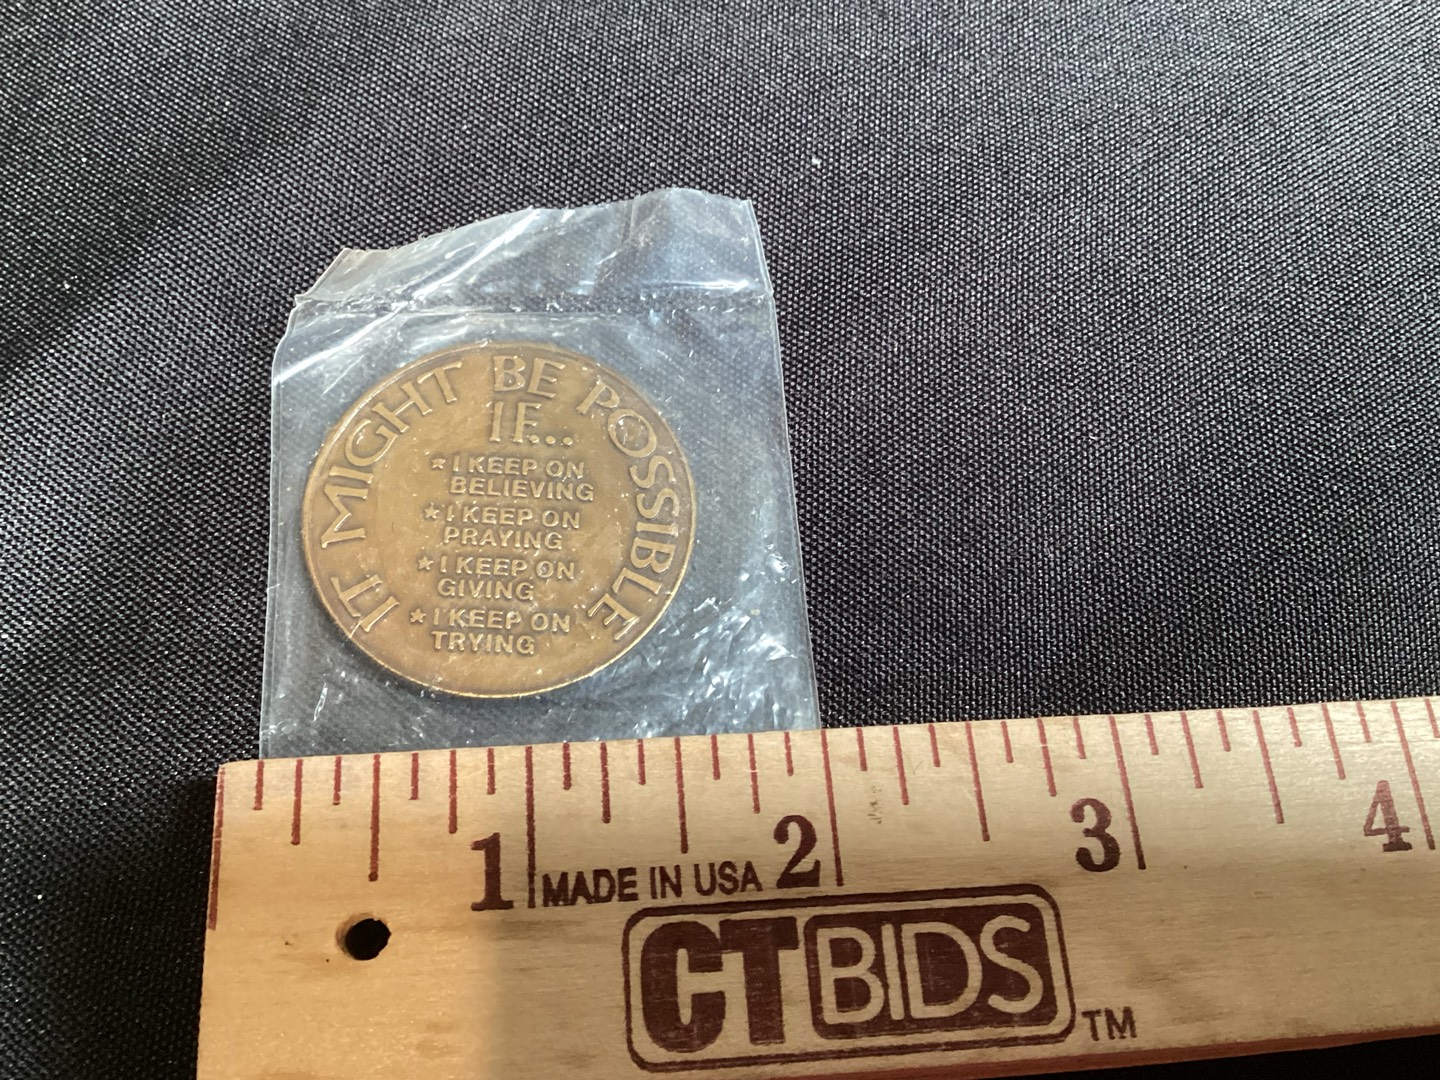 IT MIGHT BE POSSIBLE
IF...
* I KEEP ON
BELIEVING
* I KEEP ON
PRAYING
* I KEEP ON
GIVING
* I KEEP ON
TRYING
1 2 3 4
MADE IN USA
CTBIDS TM